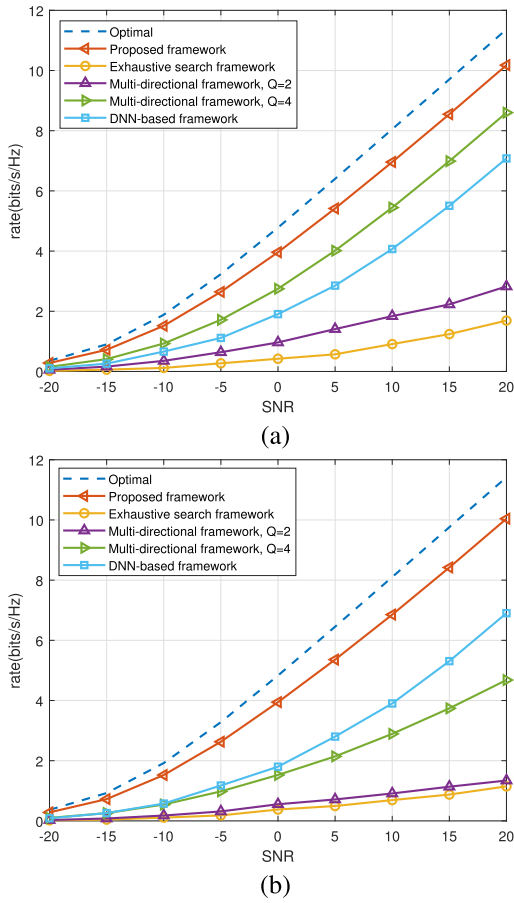 12
10
8
6
4
2
0
rate(bits/s/Hz)
Optimal
Proposed framework
Exhaustive search framework
Multi-directional framework, Q=2
Multi-directional framework, Q=4
DNN-based framework
-20 -15 -10 -5 0 5 10 15 20
SNR
(a)
12
10
8
6
4
2
0
rate(bits/s/Hz)
Optimal
Proposed framework
Exhaustive search framework
Multi-directional framework, Q=2
Multi-directional framework, Q=4
DNN-based framework
-20 -15 -10 -5 0 5 10 15 20
SNR
(b)